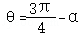 θ = 3π/4 − α